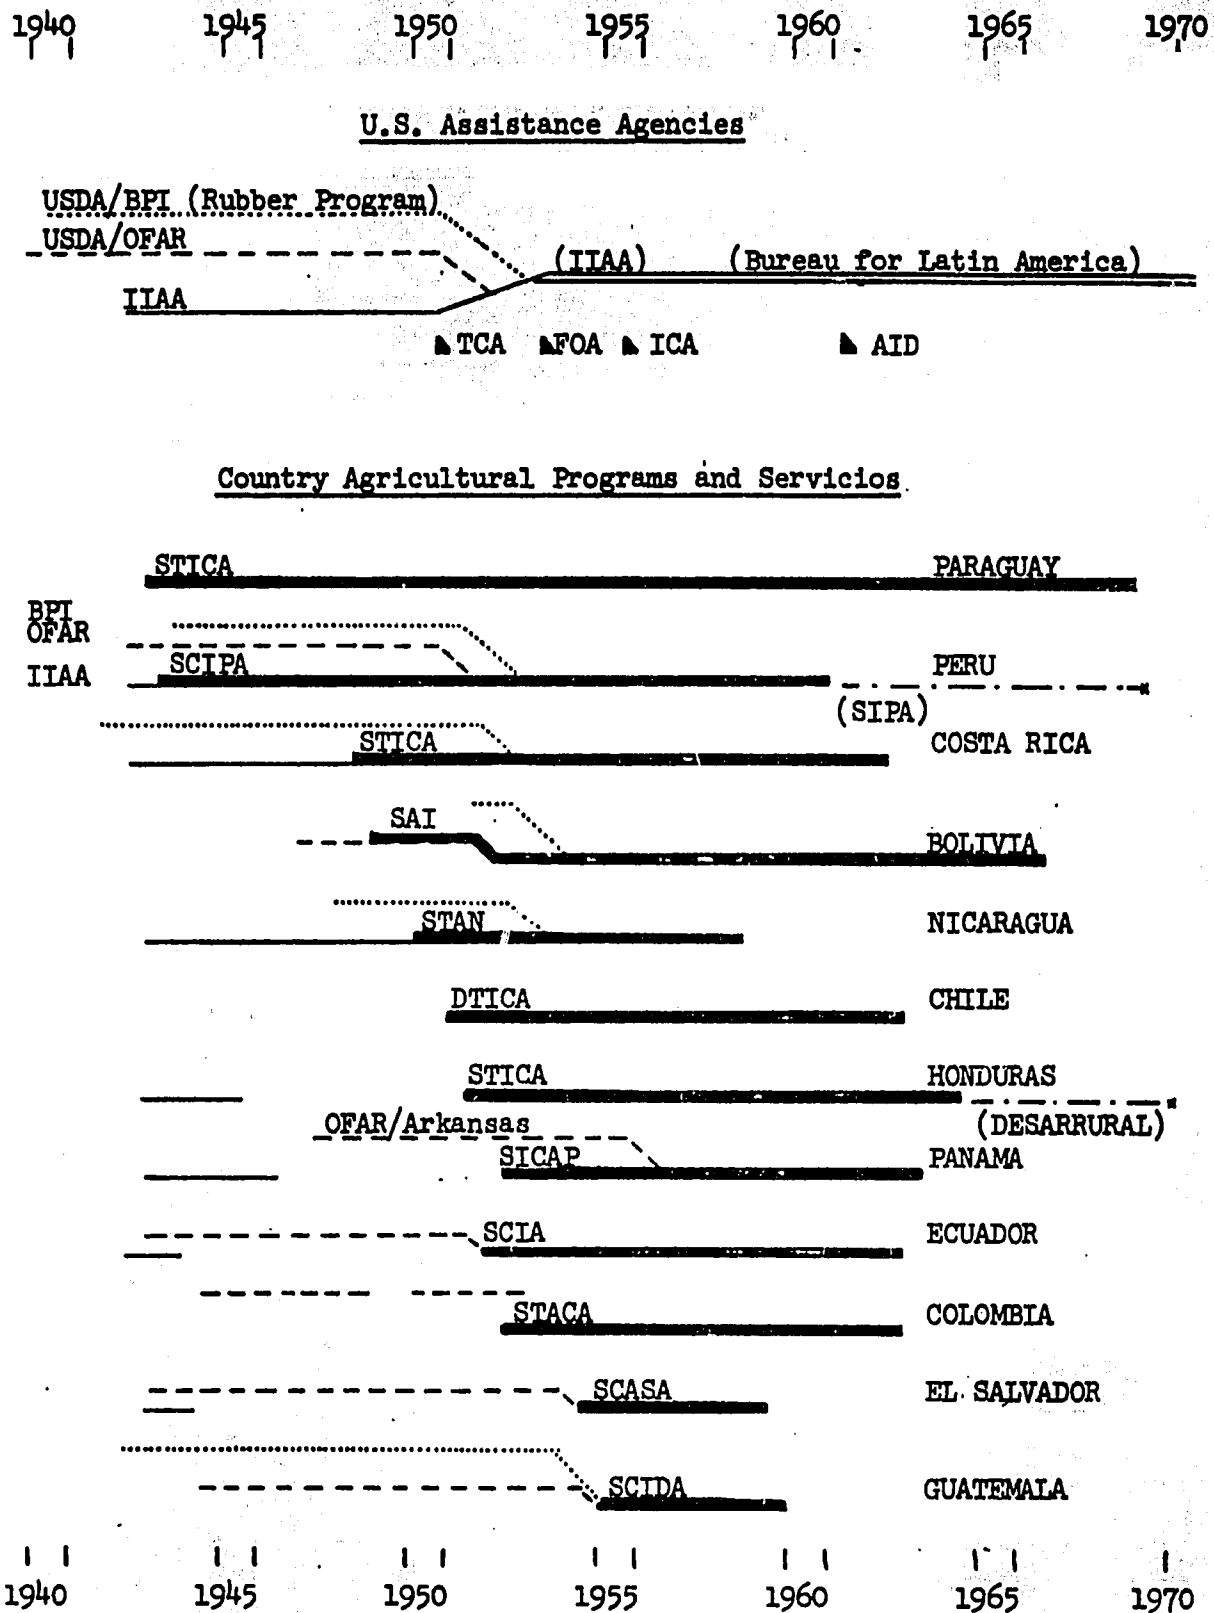 1940 1945 1950 1955 1960 1965 1970
U.S. Assistance Agencies
USDA/BPI (Rubber Program)
USDA/OFAR
(IIAA) (Bureau for Latin America)
IIAA
TCA FOA ICA AID
Country Agricultural Programs and Servicios
STICA PARAGUAY
BPI
OFAR
IIAA SCIPA PERU
(SIPA)
STICA COSTA RICA
SAI BOLIVIA
STAN NICARAGUA
DTICA CHILE
STICA HONDURAS
(DESARRURAL)
OFAR/Arkansas
SICAP PANAMA
SCIA ECUADOR
STACA COLOMBIA
SCASA EL SALVADOR
SCIDA GUATEMALA
1940 1945 1950 1955 1960 1965 1970